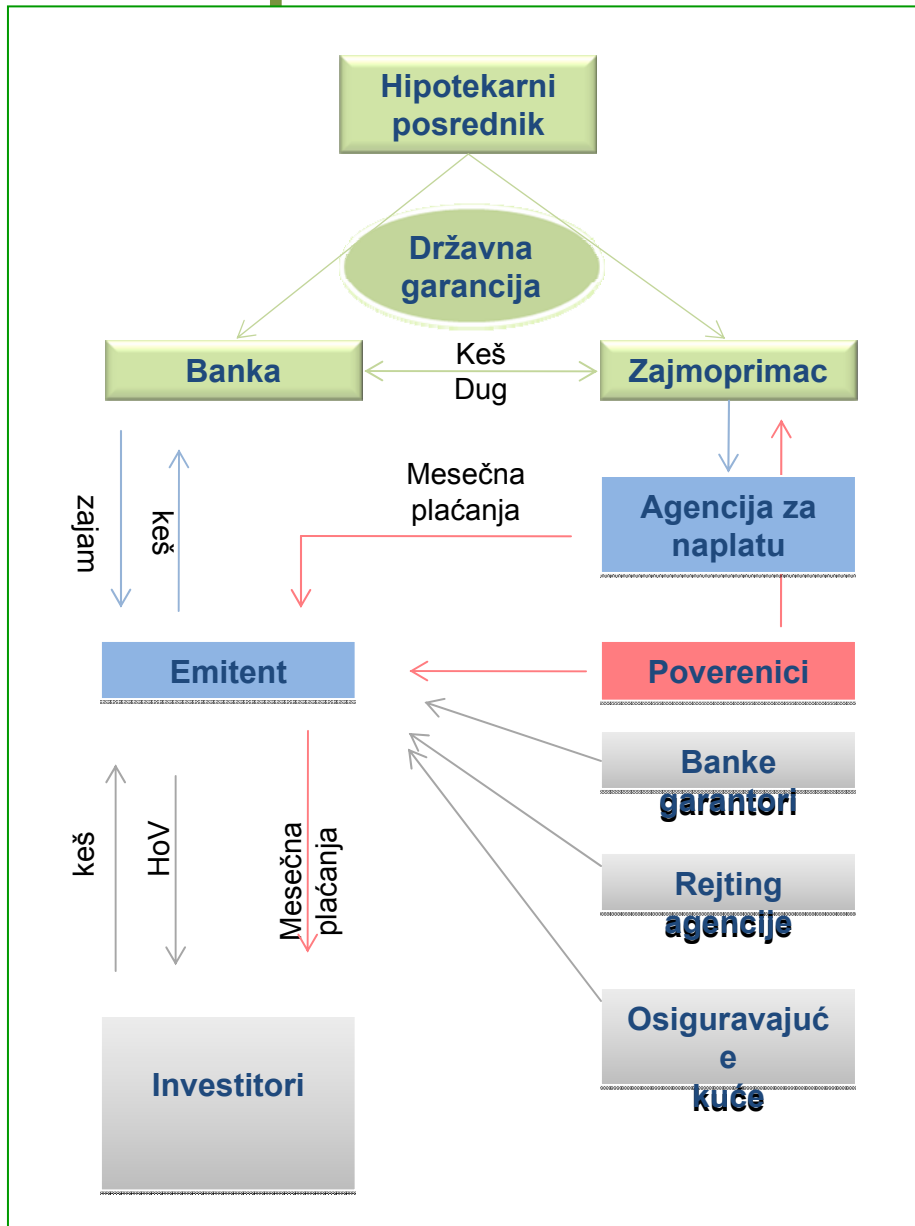 Hipotekarni
posrednik
Državna
garancija
Banka
Keš
Dug
Zajmoprimac
zajam
keš
Mesečna
plaćanja
Agencija za
naplatu
Emitent
Poverenici
Banke
garantori
keš
HoV
Mesečna
plaćanja
Rejting
agencije
Investitori
Osiguravajuć
e
kuće